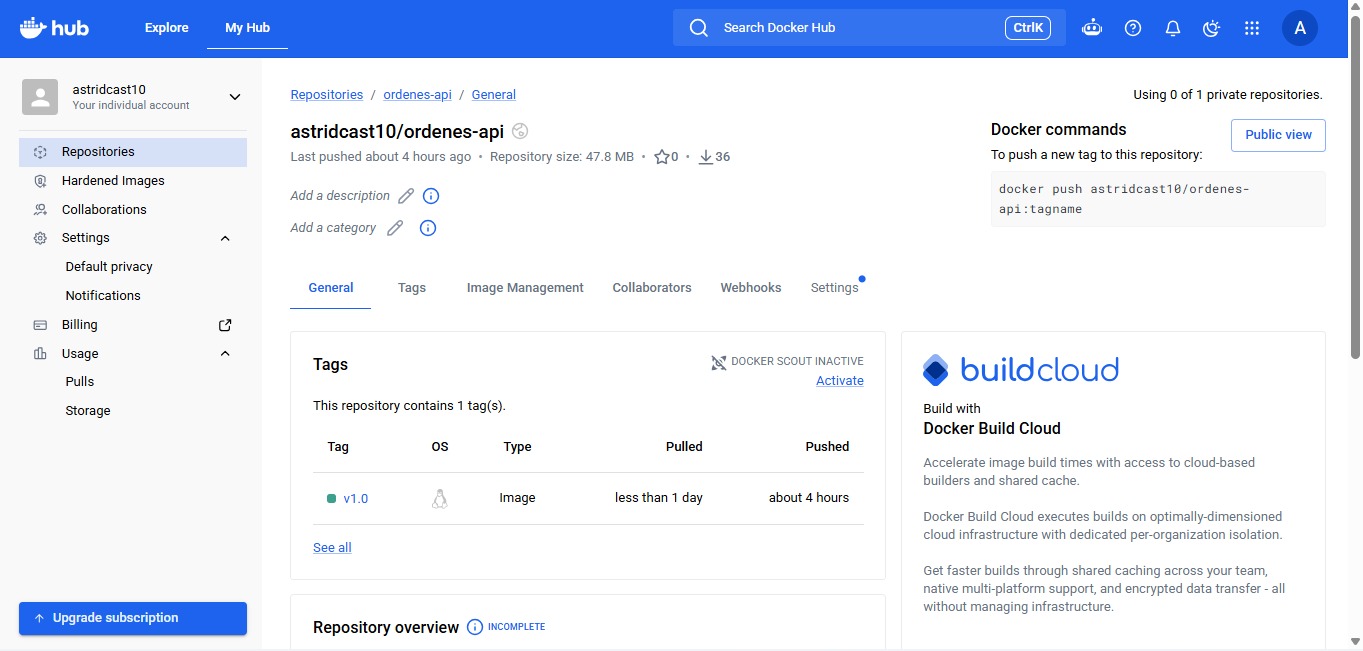 hub
Explore
My Hub
Search Docker Hub
CtrlK
A
astridcast10
Your individual account
Repositories
Hardened Images
Collaborations
Settings
Default privacy
Notifications
Billing
Usage
Pulls
Storage
Upgrade subscription
Repositories / ordenes-api / General
Using 0 of 1 private repositories.
astridcast10/ordenes-api
Last pushed about 4 hours ago • Repository size: 47.8 MB • 0 • 36
Add a description
Add a category
Docker commands
Public view
To push a new tag to this repository:
docker push astridcast10/ordenes-
api:tagname
General
Tags
Image Management
Collaborators
Webhooks
Settings
Tags
DOCKER SCOUT INACTIVE
Activate
This repository contains 1 tag(s).
Tag OS Type Pulled Pushed
v1.0 Image less than 1 day about 4 hours
See all
Repository overview INCOMPLETE
buildcloud
Build with
Docker Build Cloud
Accelerate image build times with access to cloud-based
builders and shared cache.
Docker Build Cloud executes builds on optimally-dimensioned
cloud infrastructure with dedicated per-organization isolation.
Get faster builds through shared caching across your team,
native multi-platform support, and encrypted data transfer - all
without managing infrastructure.